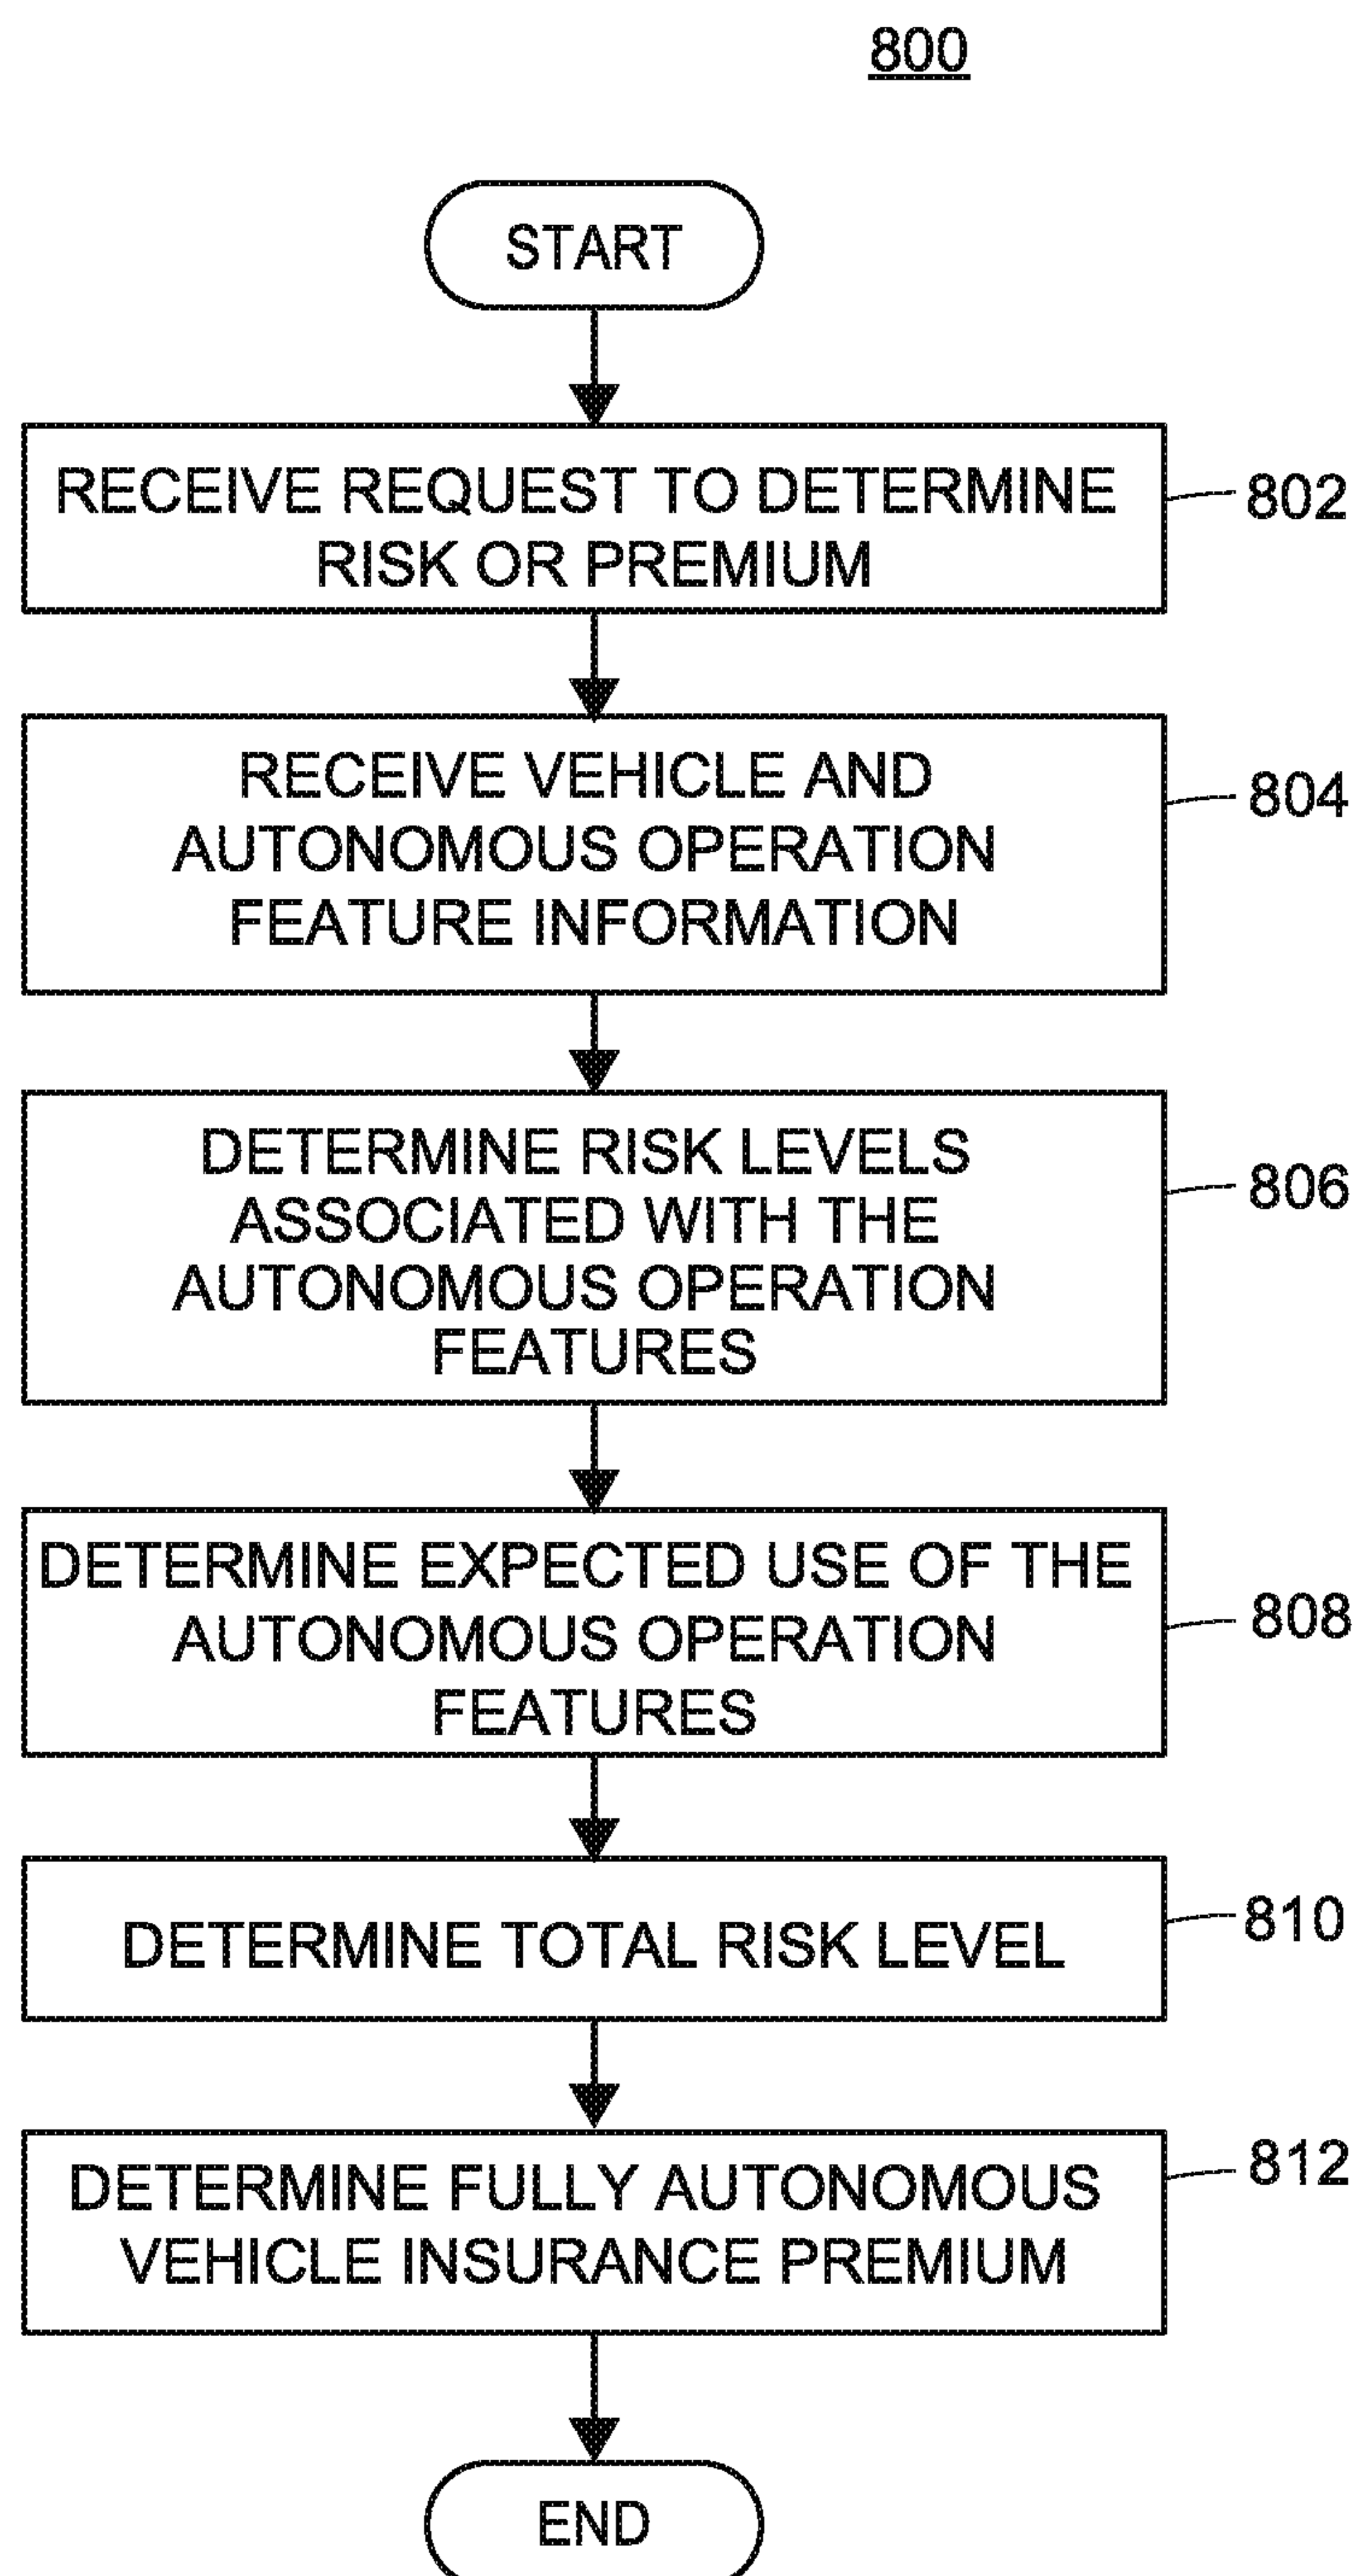 800
START
RECEIVE REQUEST TO DETERMINE
RISK OR PREMIUM
802
RECEIVE VEHICLE AND
AUTONOMOUS OPERATION
FEATURE INFORMATION
804
DETERMINE RISK LEVELS
ASSOCIATED WITH THE
AUTONOMOUS OPERATION
FEATURES
806
DETERMINE EXPECTED USE OF THE
AUTONOMOUS OPERATION
FEATURES
808
DETERMINE TOTAL RISK LEVEL
810
DETERMINE FULLY AUTONOMOUS
VEHICLE INSURANCE PREMIUM
812
END